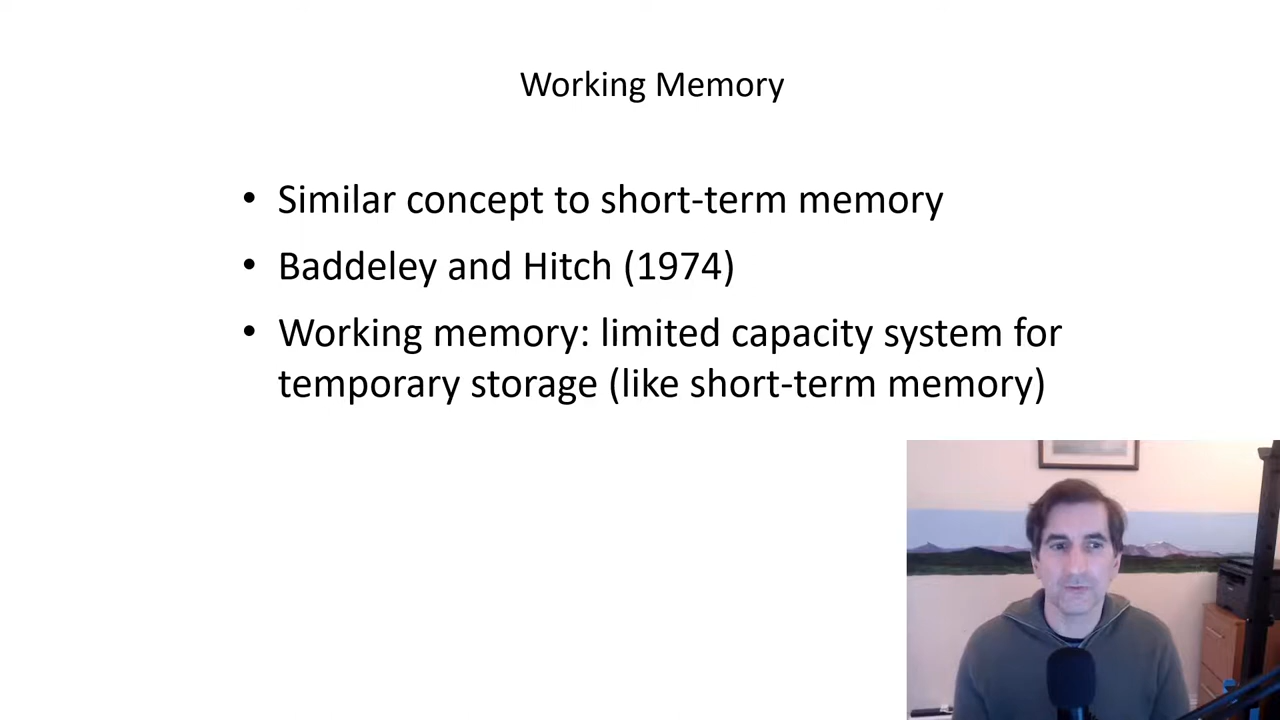 Working Memory
• Similar concept to short-term memory
• Baddeley and Hitch (1974)
• Working memory: limited capacity system for
temporary storage (like short-term memory)